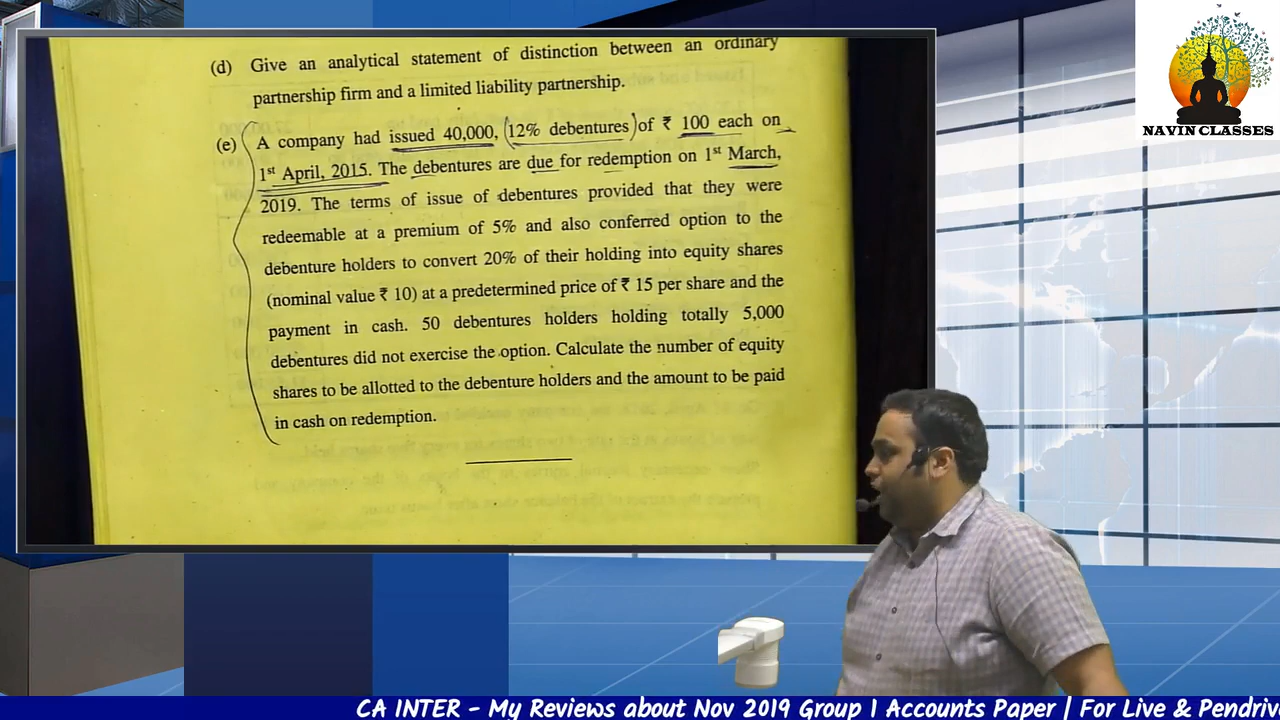 (d) Give an analytical statement of distinction between an ordinary
partnership firm and a limited liability partnership.
(e) A company had issued 40,000, 12% debentures of ₹ 100 each on
1st April, 2015. The debentures are due for redemption on 1st March,
2019. The terms of issue of debentures provided that they were
redeemable at a premium of 5% and also conferred option to the
debenture holders to convert 20% of their holding into equity shares
(nominal value ₹ 10) at a predetermined price of ₹ 15 per share and the
payment in cash. 50 debentures holders holding totally 5,000
debentures did not exercise the option. Calculate the number of equity
shares to be allotted to the debenture holders and the amount to be paid
in cash on redemption.
NAVIN CLASSES
CA INTER - My Reviews about Nov 2019 Group 1 Accounts Paper | For Live & Pendriv